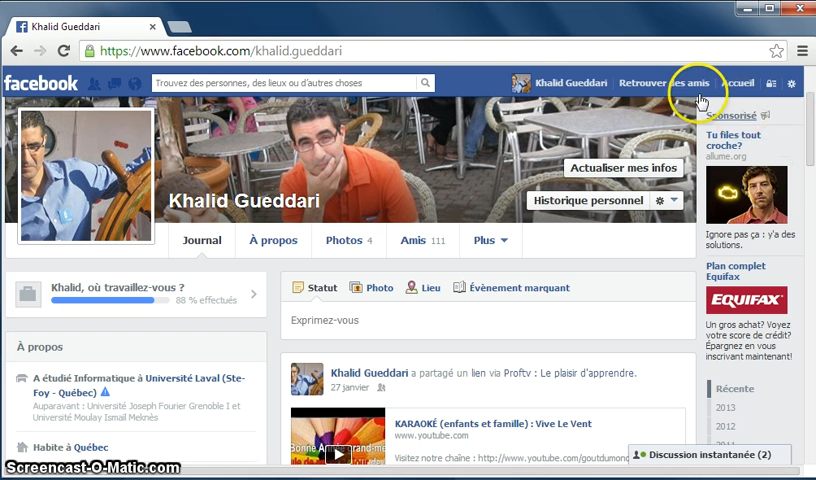 Khalid Gueddari
https://www.facebook.com/khalid.gueddari
facebook
Trouvez des personnes, des lieux ou d'autres choses
Khalid Gueddari
Retrouver des amis
Accueil
Sponsorisé
Tu files tout
croche?
allume.org
Ignore pas ça : y'a des
solutions.
Actualiser mes infos
Khalid Gueddari
Historique personnel
Journal
À propos
Photos 4
Amis 111
Plus
Plan complet
Equifax
EQUIFAX
Un gros achat? Voyez
votre score de crédit?
Épargez en vous
inscrivant maintenant!
Khalid, où travaillez-vous ?
88 % effectués
Statut
Photo
Lieu
Évènement marquant
Exprimez-vous
À propos
A étudié Informatique à Université Laval (Ste-
Foy - Québec)
Auparavant : Université Joseph Fourier Grenoble I et
Université Moulay Ismail Meknès
Habite à Québec
Khalid Gueddari a partagé un lien via Proftv : Le plaisir d'apprendre.
27 janvier
KARAOKÉ (enfants et famille) : Vive Le Vent
www.youtube.com
Visitez notre chaîne : http://www.youtube.com/goutdumond
Récente
2013
2012
2011
Discussion instantanée (2)
Screencast-O-Matic.com